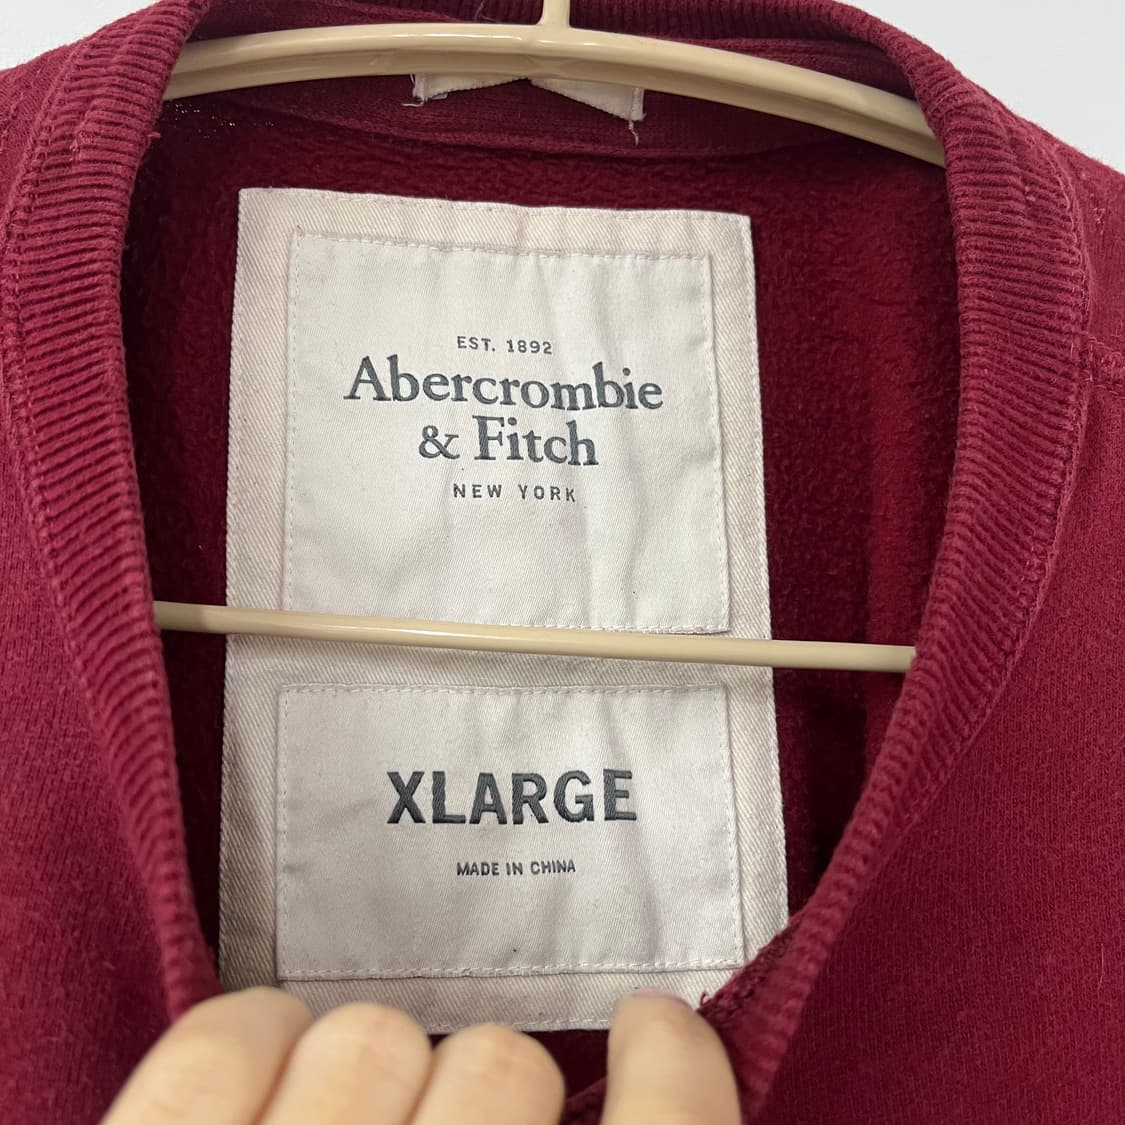 EST. 1892
Abercrombie
& Fitch
NEW YORK
XLARGE
MADE IN CHINA